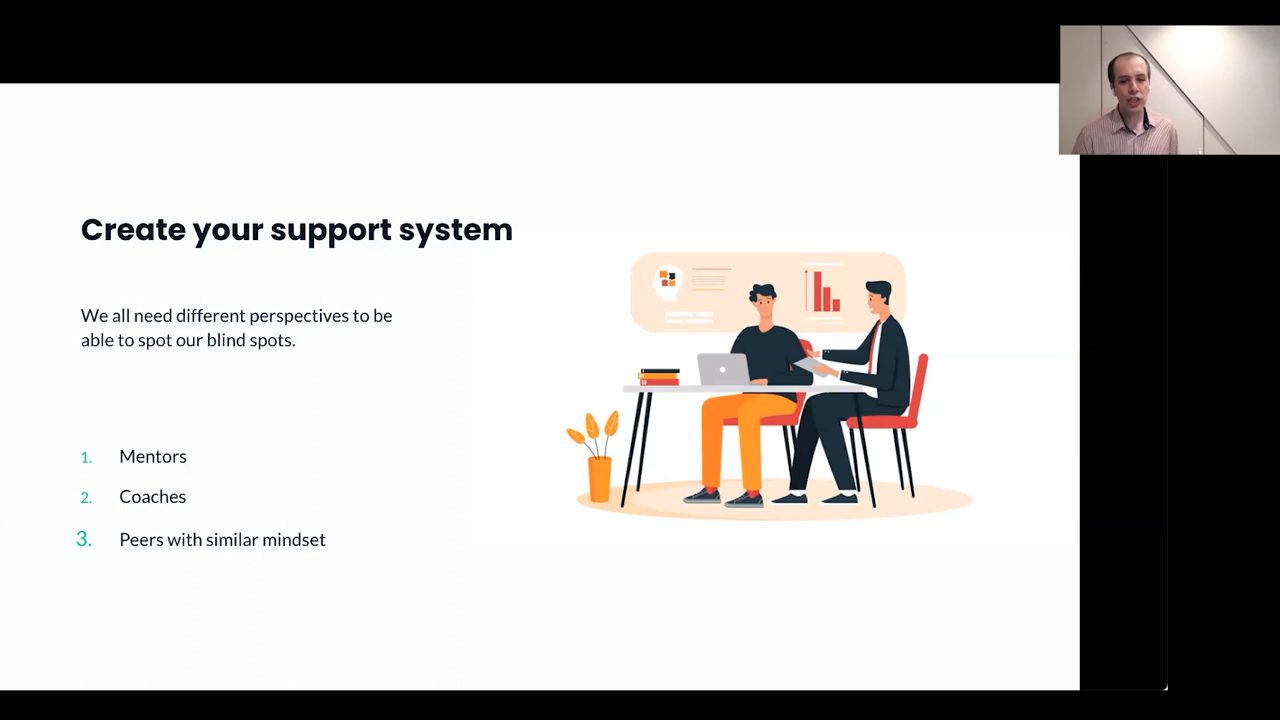 Create your support system
We all need different perspectives to be
able to spot our blind spots.
1. Mentors
2. Coaches
3. Peers with similar mindset